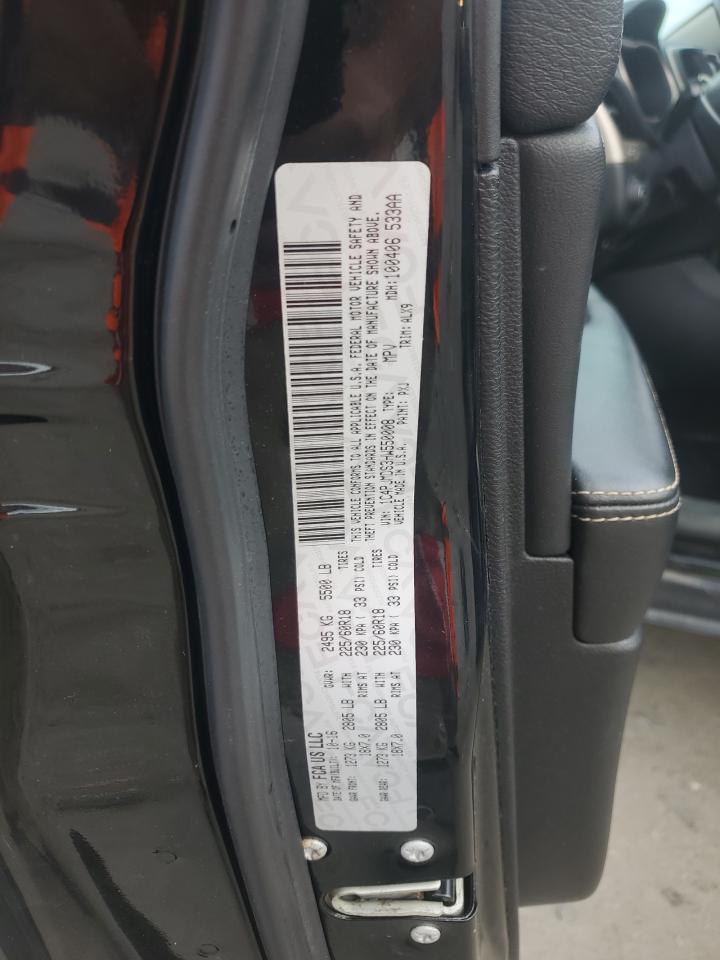 MFD BY FCA US LLC
DATE OF MFR(BUILD): 10-16 GVWR: 2495 KG 5500 LB
GAWR FRONT: 1273 KG 2805 LB WITH 225/60R18 TIRES
18X7.0 RIMS AT 230 KPA ( 33 PSI) COLD
GAWR REAR: 1273 KG 2805 LB WITH 225/60R18 TIRES
18X7.0 RIMS AT 230 KPA ( 33 PSI) COLD
THIS VEHICLE CONFORMS TO ALL APPLICABLE U.S.A. FEDERAL MOTOR VEHICLE SAFETY AND
THEFT PREVENTION STANDARDS IN EFFECT ON THE DATE OF MANUFACTURE SHOWN ABOVE.
VIN: 1C4PJMDS3HW550008 TYPE: MPV MDH:100406 533AA
VEHICLE MADE IN U.S.A. PAINT: PXJ TRIM: ALX9